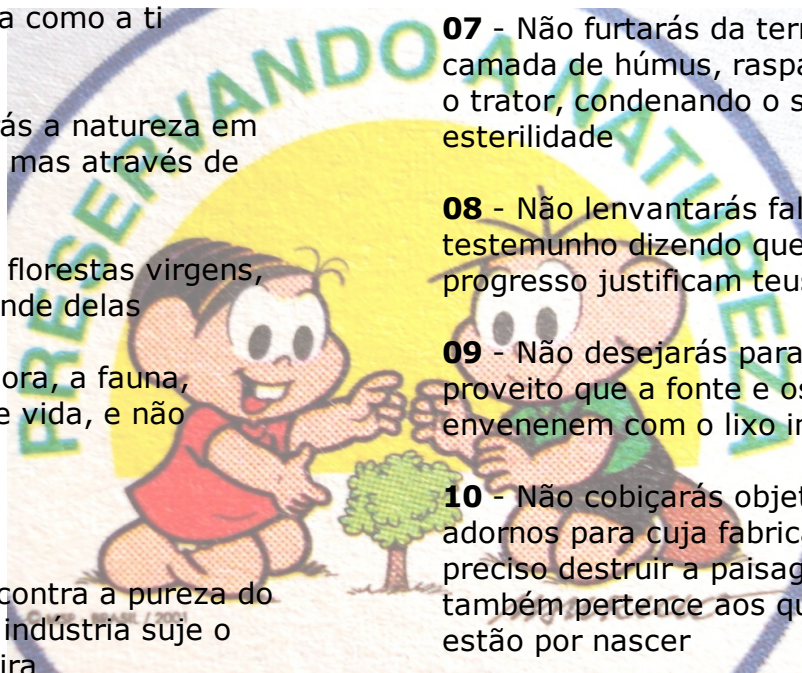 PRESERVANDO A NATUREZA
a como a ti
ás a natureza em
mas através de
florestas virgens,
nde delas
ora, a fauna,
e vida, e não
contra a pureza do
indústria suje o
ira
07 - Não furtarás da terr
camada de húmus, raspa
o trator, condenando o s
esterilidade
08 - Não lenvantarás fal
testemunho dizendo que
progresso justificam teus
09 - Não desejarás para
proveito que a fonte e os
envenenem com o lixo in
10 - Não cobiçarás objet
adornos para cuja fabrica
preciso destruir a paisag
também pertence aos qu
estão por nascer